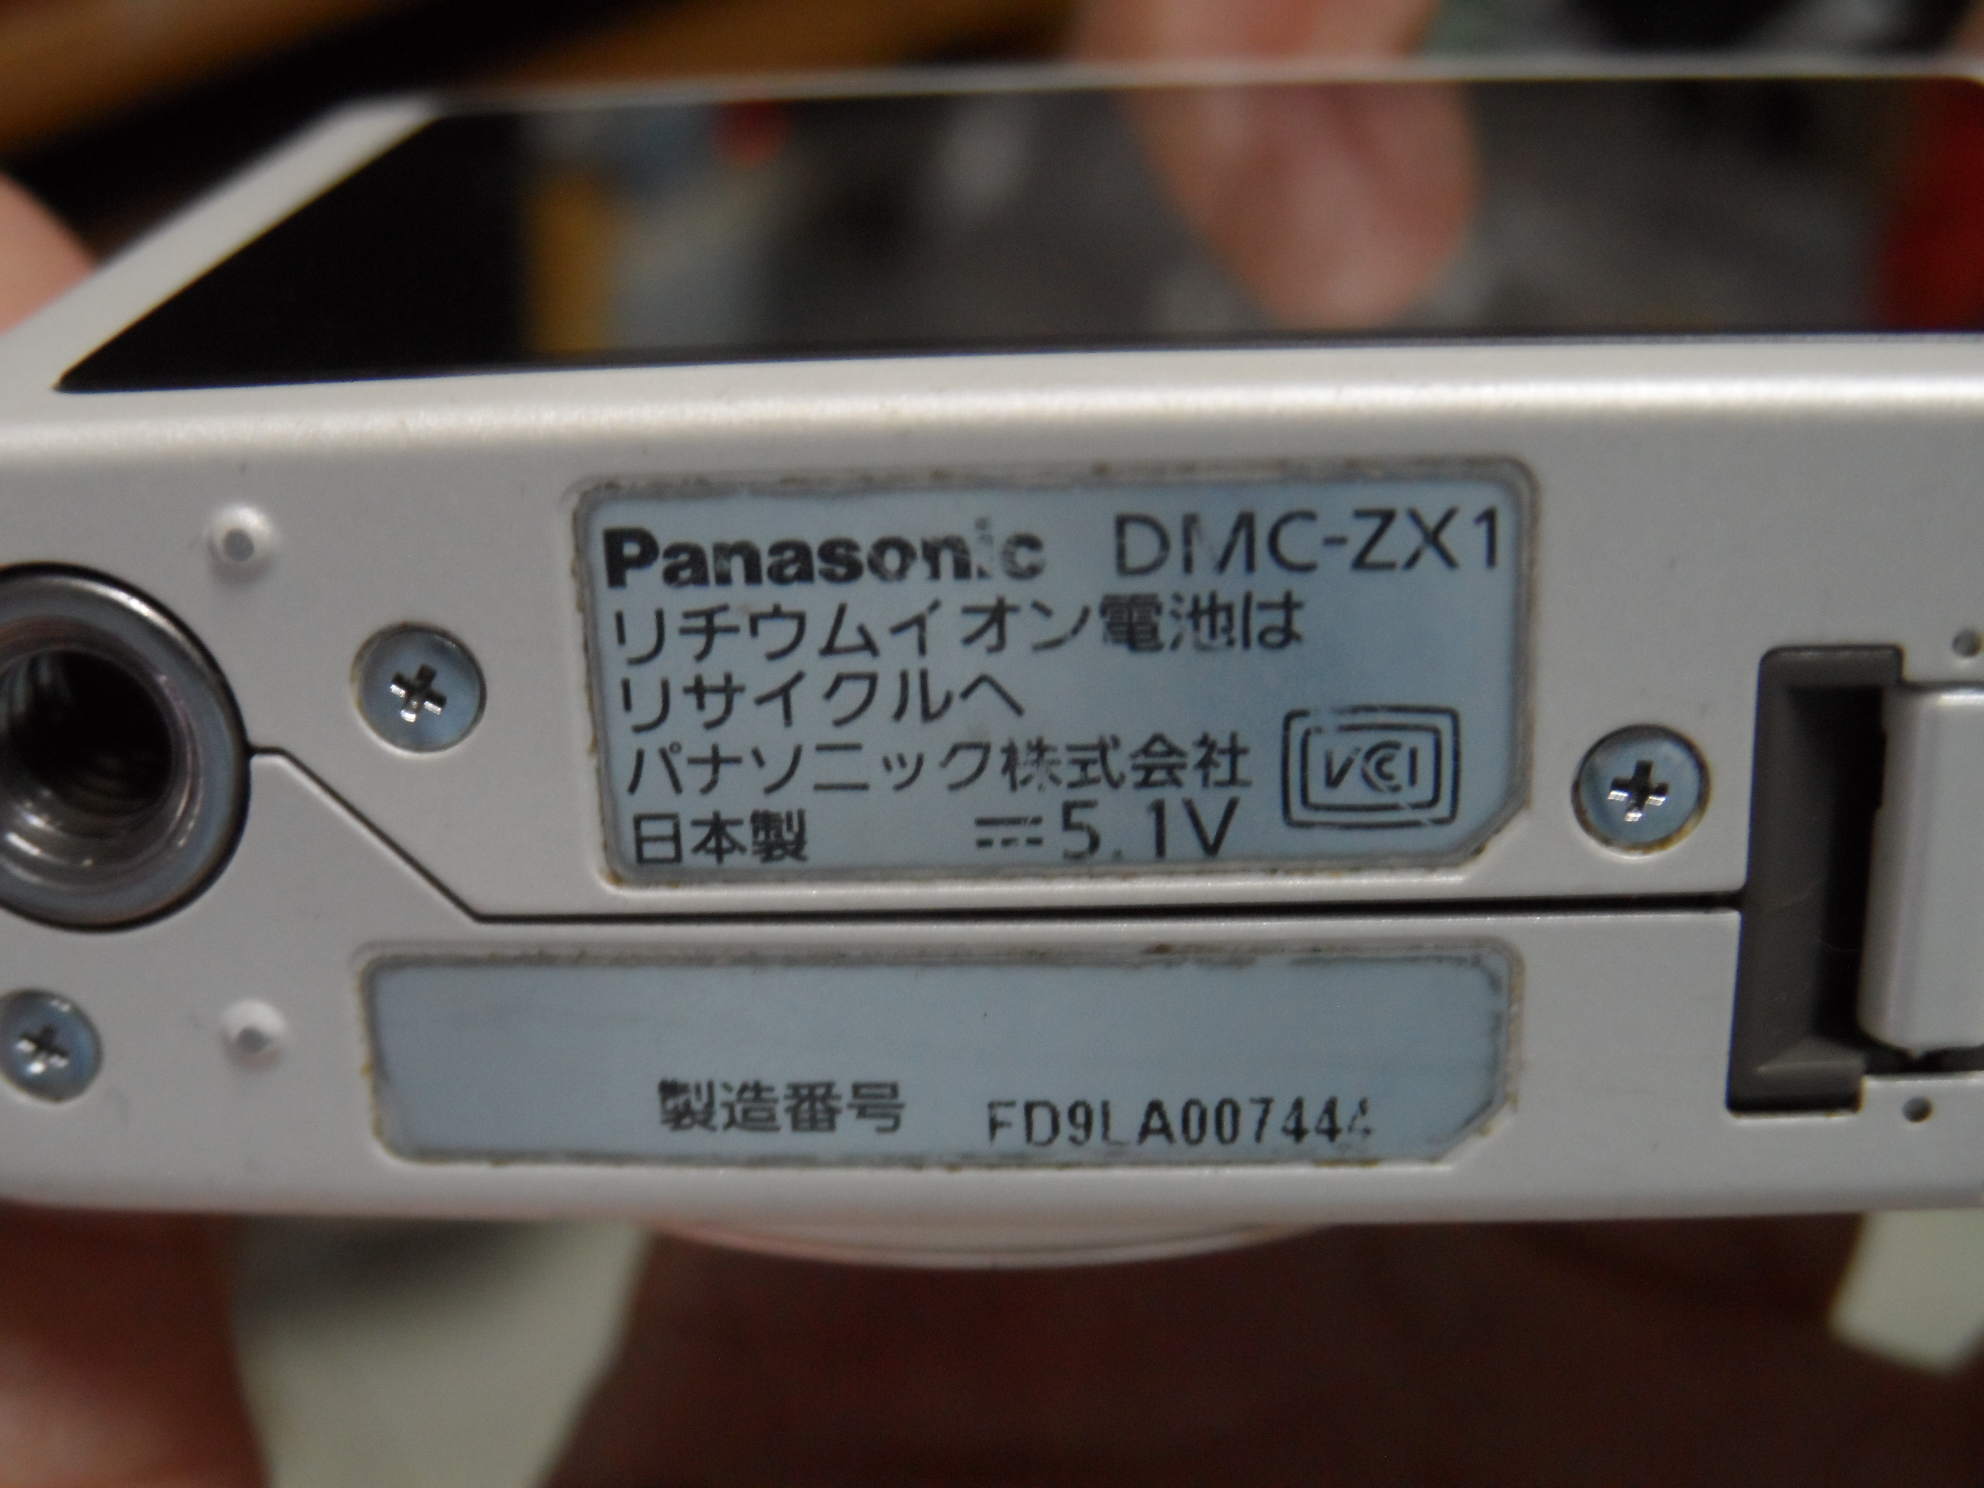 Panasonic DMC-ZX1
リチウムイオン電池は
リサイクルへ
パナソニック株式会社
VCCI
日本製 ⎓5.1V
製造番号 FD9LA007444